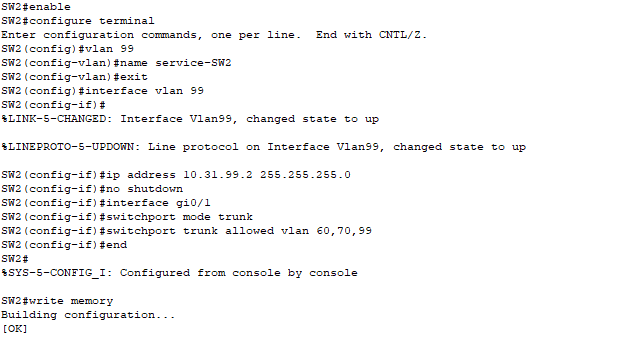 SW2#enable
SW2#configure terminal
Enter configuration commands, one per line.  End with CNTL/Z.
SW2(config)#vlan 99
SW2(config-vlan)#name service-SW2
SW2(config-vlan)#exit
SW2(config)#interface vlan 99
SW2(config-if)#
%LINK-5-CHANGED: Interface Vlan99, changed state to up
%LINEPROTO-5-UPDOWN: Line protocol on Interface Vlan99, changed state to up
SW2(config-if)#ip address 10.31.99.2 255.255.255.0
SW2(config-if)#no shutdown
SW2(config-if)#interface gi0/1
SW2(config-if)#switchport mode trunk
SW2(config-if)#switchport trunk allowed vlan 60,70,99
SW2(config-if)#end
SW2#
%SYS-5-CONFIG_I: Configured from console by console
SW2#write memory
Building configuration...
[OK]